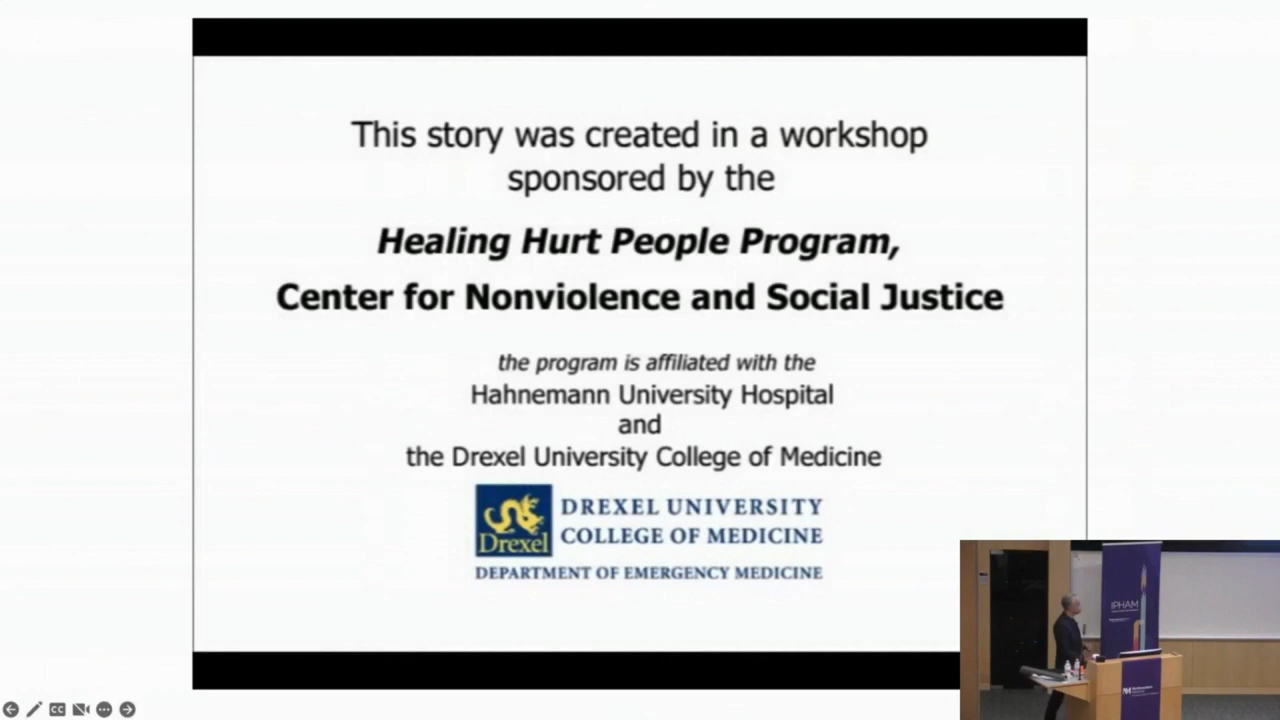 This story was created in a workshop
sponsored by the
Healing Hurt People Program,
Center for Nonviolence and Social Justice
the program is affiliated with the
Hahnemann University Hospital
and
the Drexel University College of Medicine
Drexel
DREXEL UNIVERSITY
COLLEGE OF MEDICINE
DEPARTMENT OF EMERGENCY MEDICINE
IPHAM
CC